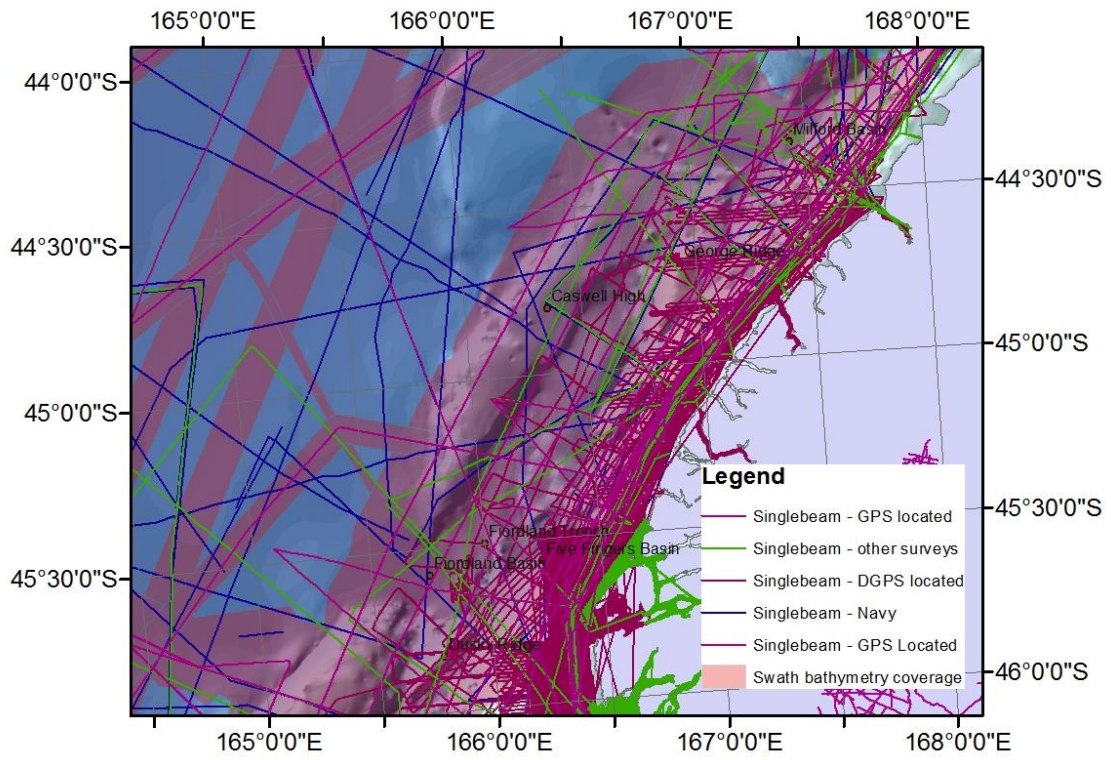 165°0'0"E 166°0'0"E 167°0'0"E 168°0'0"E
44°0'0"S
Milford Basin
44°30'0"S
44°30'0"S
George Ridge
Caswell High
45°0'0"S
45°0'0"S
Legend
Singlebeam - GPS located
45°30'0"S
Fiordland Trench
Singlebeam - other surveys
Five Fingers Basin
Fiordland Basin
45°30'0"S
Singlebeam - DGPS located
Singlebeam - Navy
Dusky Ridge
Singlebeam - GPS Located
Swath bathymetry coverage
46°0'0"S
165°0'0"E 166°0'0"E 167°0'0"E 168°0'0"E